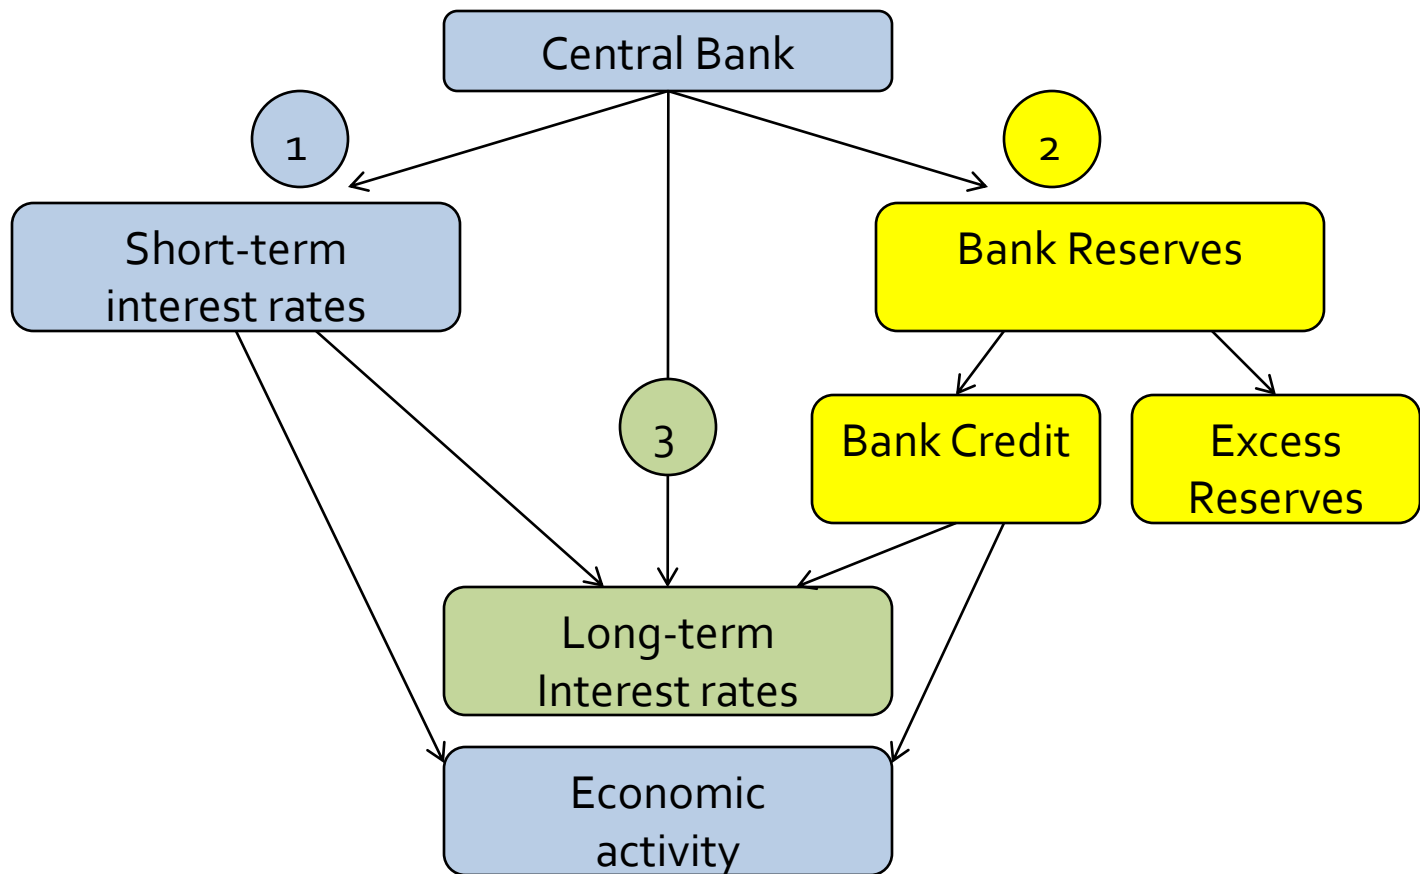 Central Bank
1
2
Short-term
interest rates
Bank Reserves
3
Bank Credit
Excess
Reserves
Long-term
Interest rates
Economic
activity